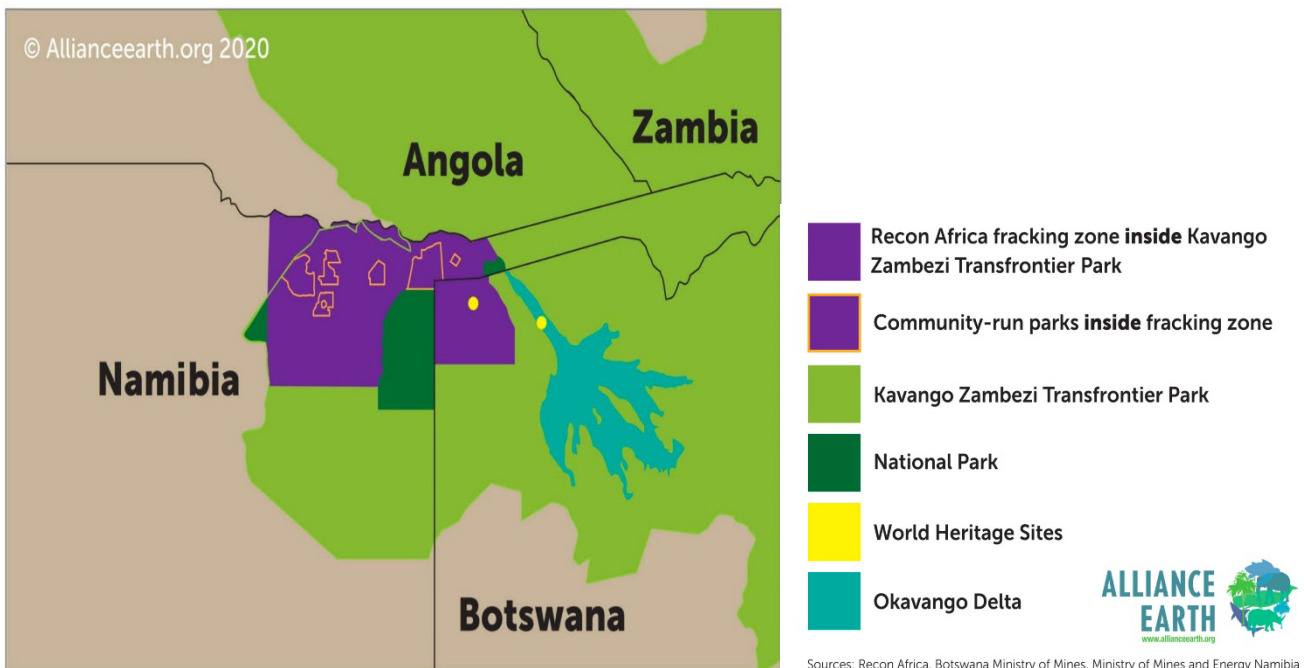 © Allianceearth.org 2020
Zambia
Angola
Namibia
Botswana
Recon Africa fracking zone inside Kavango
Zambezi Transfrontier Park
Community-run parks inside fracking zone
Kavango Zambezi Transfrontier Park
National Park
World Heritage Sites
Okavango Delta
ALLIANCE
EARTH
www.allianceearth.org
Sources: Recon Africa, Botswana Ministry of Mines, Ministry of Mines and Energy Namibia